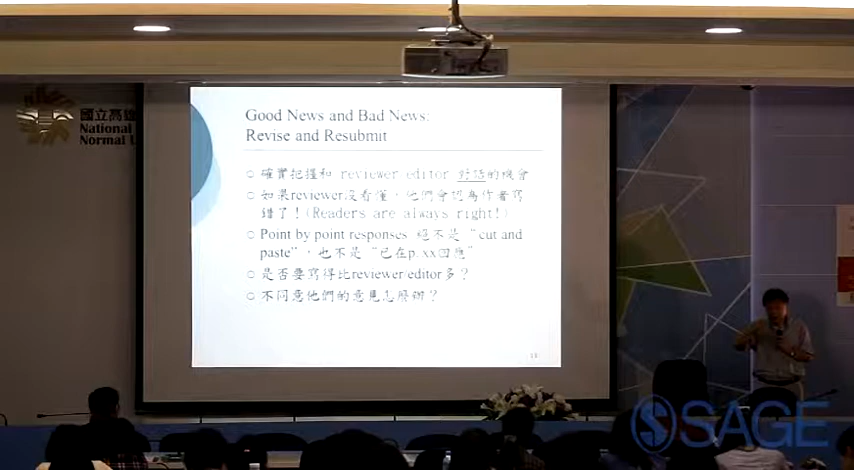 Good News and Bad News:
Revise and Resubmit
確實把握和 reviewer editor 對話的機會
如果reviewer沒看懂，他們會認為作者寫
錯了！(Readers are always right!)
Point by point responses 絕不是 “cut and
paste”，也不是 “已在p. xx回應”
是否要寫得比reviewer/editor多？
不同意他們的意見怎麼辦？
國立高雄
National
Normal
SAGE